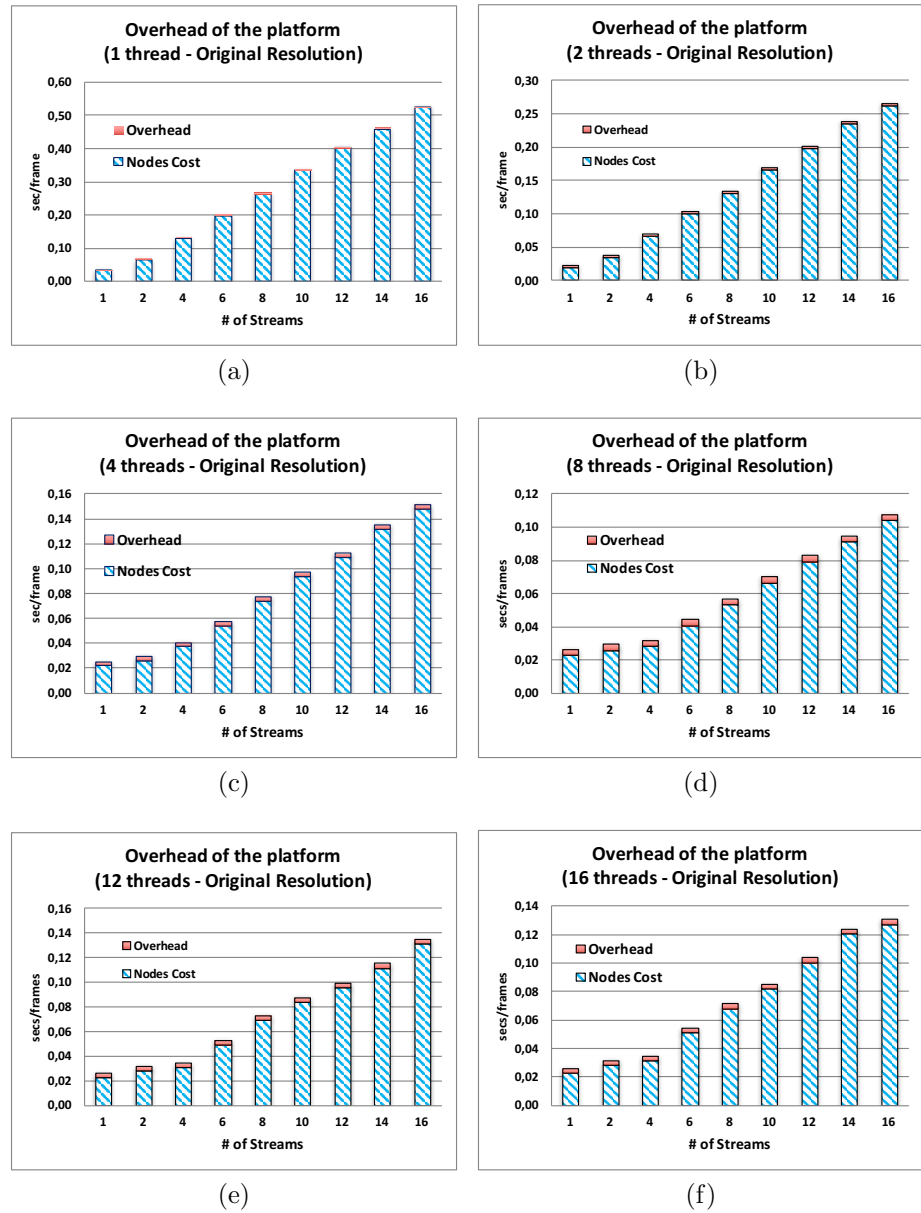 Overhead of the platform
(1 thread - Original Resolution)
0,60
0,50
0,40
0,30
0,20
0,10
0,00
sec/frame
Overhead
Nodes Cost
1 2 4 6 8 10 12 14 16
# of Streams
(a)
Overhead of the platform
(2 threads - Original Resolution)
0,30
0,25
0,20
0,15
0,10
0,05
0,00
sec/frame
Overhead
Nodes Cost
1 2 4 6 8 10 12 14 16
# of Streams
(b)
Overhead of the platform
(4 threads - Original Resolution)
0,16
0,14
0,12
0,10
0,08
0,06
0,04
0,02
0,00
sec/frame
Overhead
Nodes Cost
1 2 4 6 8 10 12 14 16
# of Streams
(c)
Overhead of the platform
(8 threads - Original Resolution)
0,12
0,10
0,08
0,06
0,04
0,02
0,00
secs/frames
Overhead
Nodes Cost
1 2 4 6 8 10 12 14 16
# of Streams
(d)
Overhead of the platform
(12 threads - Original Resolution)
0,16
0,14
0,12
0,10
0,08
0,06
0,04
0,02
0,00
secs/frames
Overhead
Nodes Cost
1 2 4 6 8 10 12 14 16
# of Streams
(e)
Overhead of the platform
(16 threads - Original Resolution)
0,14
0,12
0,10
0,08
0,06
0,04
0,02
0,00
secs/frames
Overhead
Nodes Cost
1 2 4 6 8 10 12 14 16
# of Streams
(f)